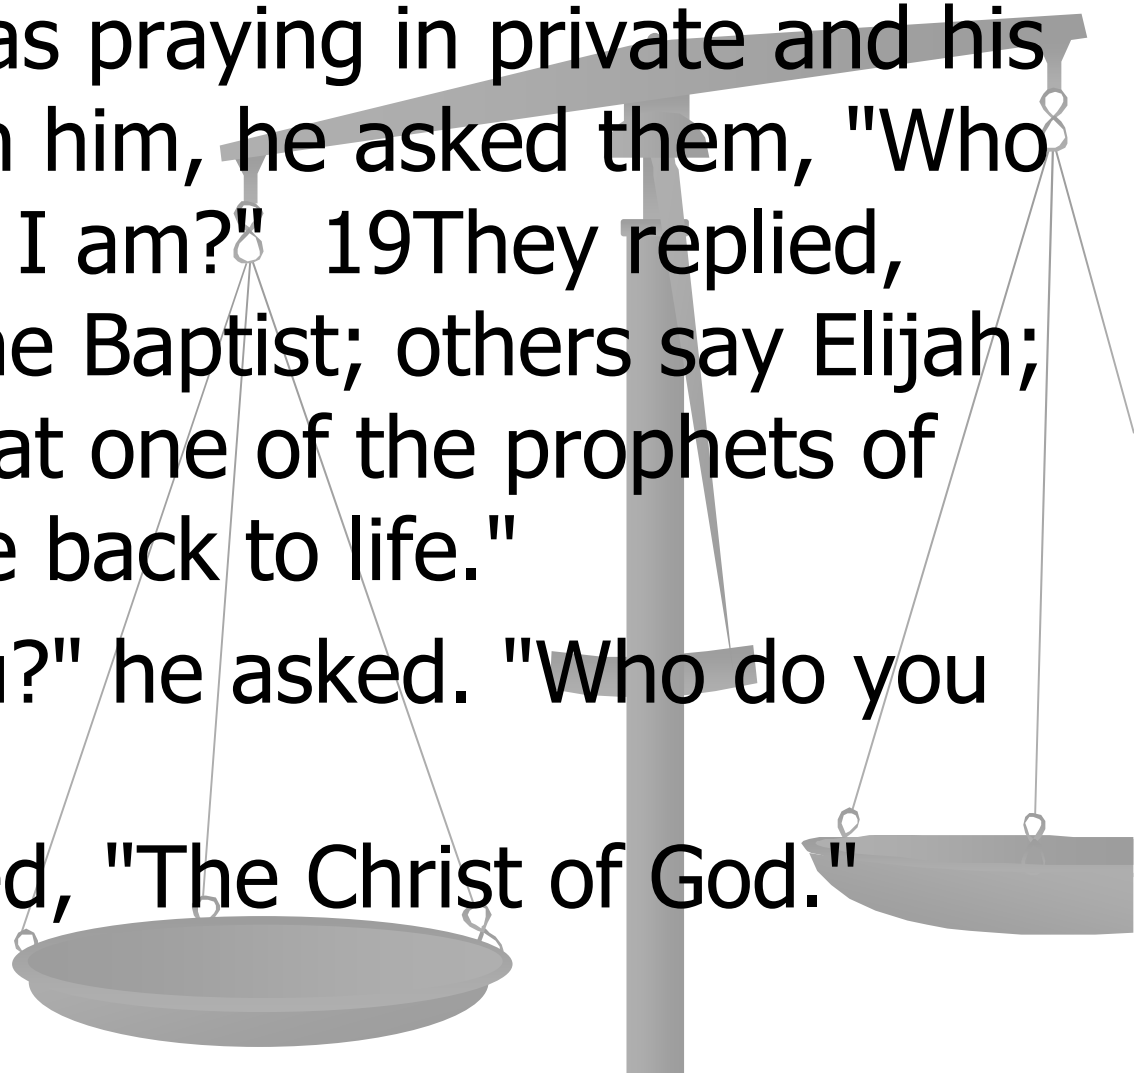 as praying in private and his
him, he asked them, "Who
I am?"  19They replied,
Baptist; others say Elijah;
at one of the prophets of
back to life."
?" he asked. "Who do you
, "The Christ of God."